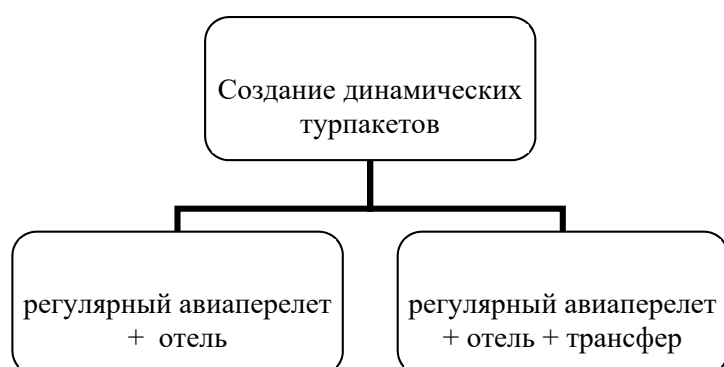 Создание динамических
турпакетов
регулярный авиаперелет
+ отель
регулярный авиаперелет
+ отель + трансфер